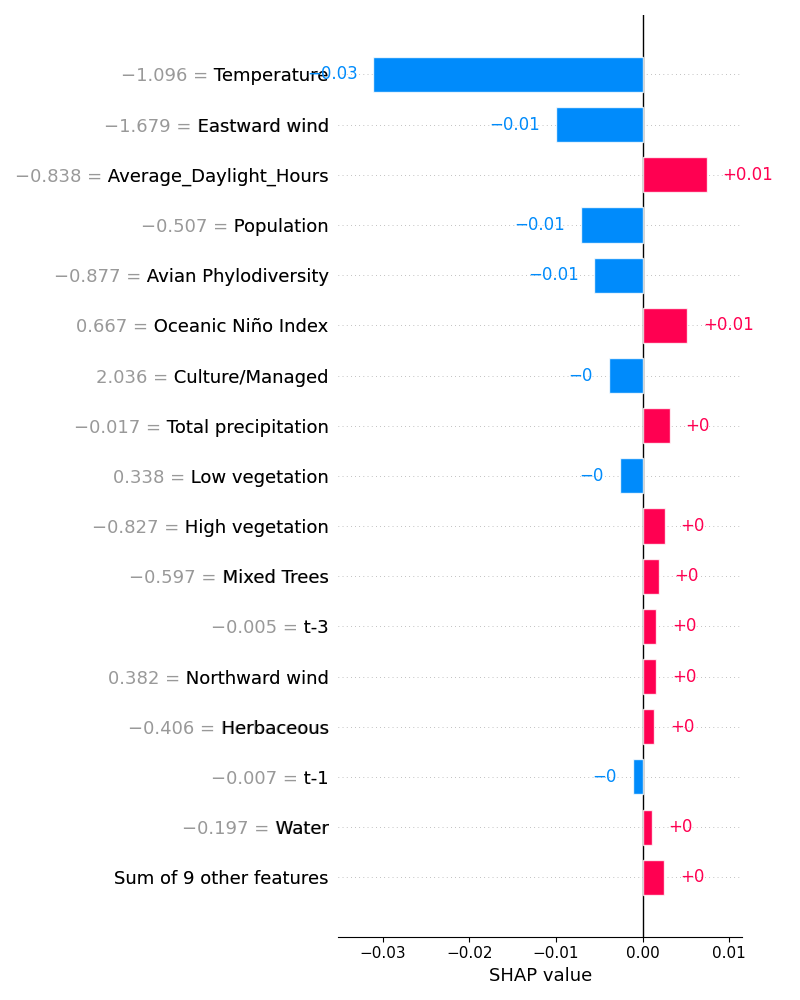 −1.096 = Temperature −0.03
−1.679 = Eastward wind −0.01
−0.838 = Average_Daylight_Hours +0.01
−0.507 = Population −0.01
−0.877 = Avian Phylodiversity −0.01
0.667 = Oceanic Niño Index +0.01
2.036 = Culture/Managed −0
−0.017 = Total precipitation +0
0.338 = Low vegetation −0
−0.827 = High vegetation +0
−0.597 = Mixed Trees +0
−0.005 = t-3 +0
0.382 = Northward wind +0
−0.406 = Herbaceous +0
−0.007 = t-1 −0
−0.197 = Water +0
Sum of 9 other features +0
−0.03 −0.02 −0.01 0.00 0.01
SHAP value